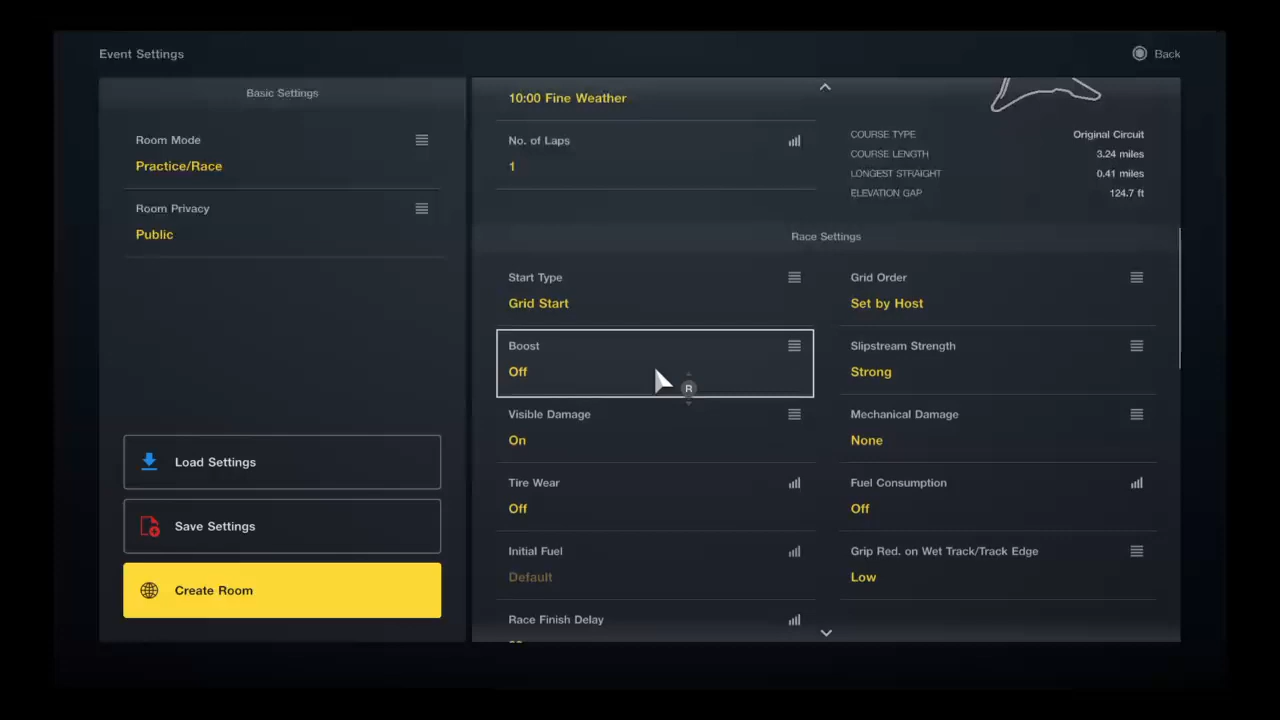 Event Settings
Back
Basic Settings
Room Mode
Practice/Race
Room Privacy
Public
Load Settings
Save Settings
Create Room
10:00 Fine Weather
No. of Laps
1
COURSE TYPE Original Circuit
COURSE LENGTH 3.24 miles
LONGEST STRAIGHT 0.41 miles
ELEVATION GAP 124.7 ft
Race Settings
Start Type
Grid Start
Grid Order
Set by Host
Boost
Off
R
Slipstream Strength
Strong
Visible Damage
On
Mechanical Damage
None
Tire Wear
Off
Fuel Consumption
Off
Initial Fuel
Default
Grip Red. on Wet Track/Track Edge
Low
Race Finish Delay